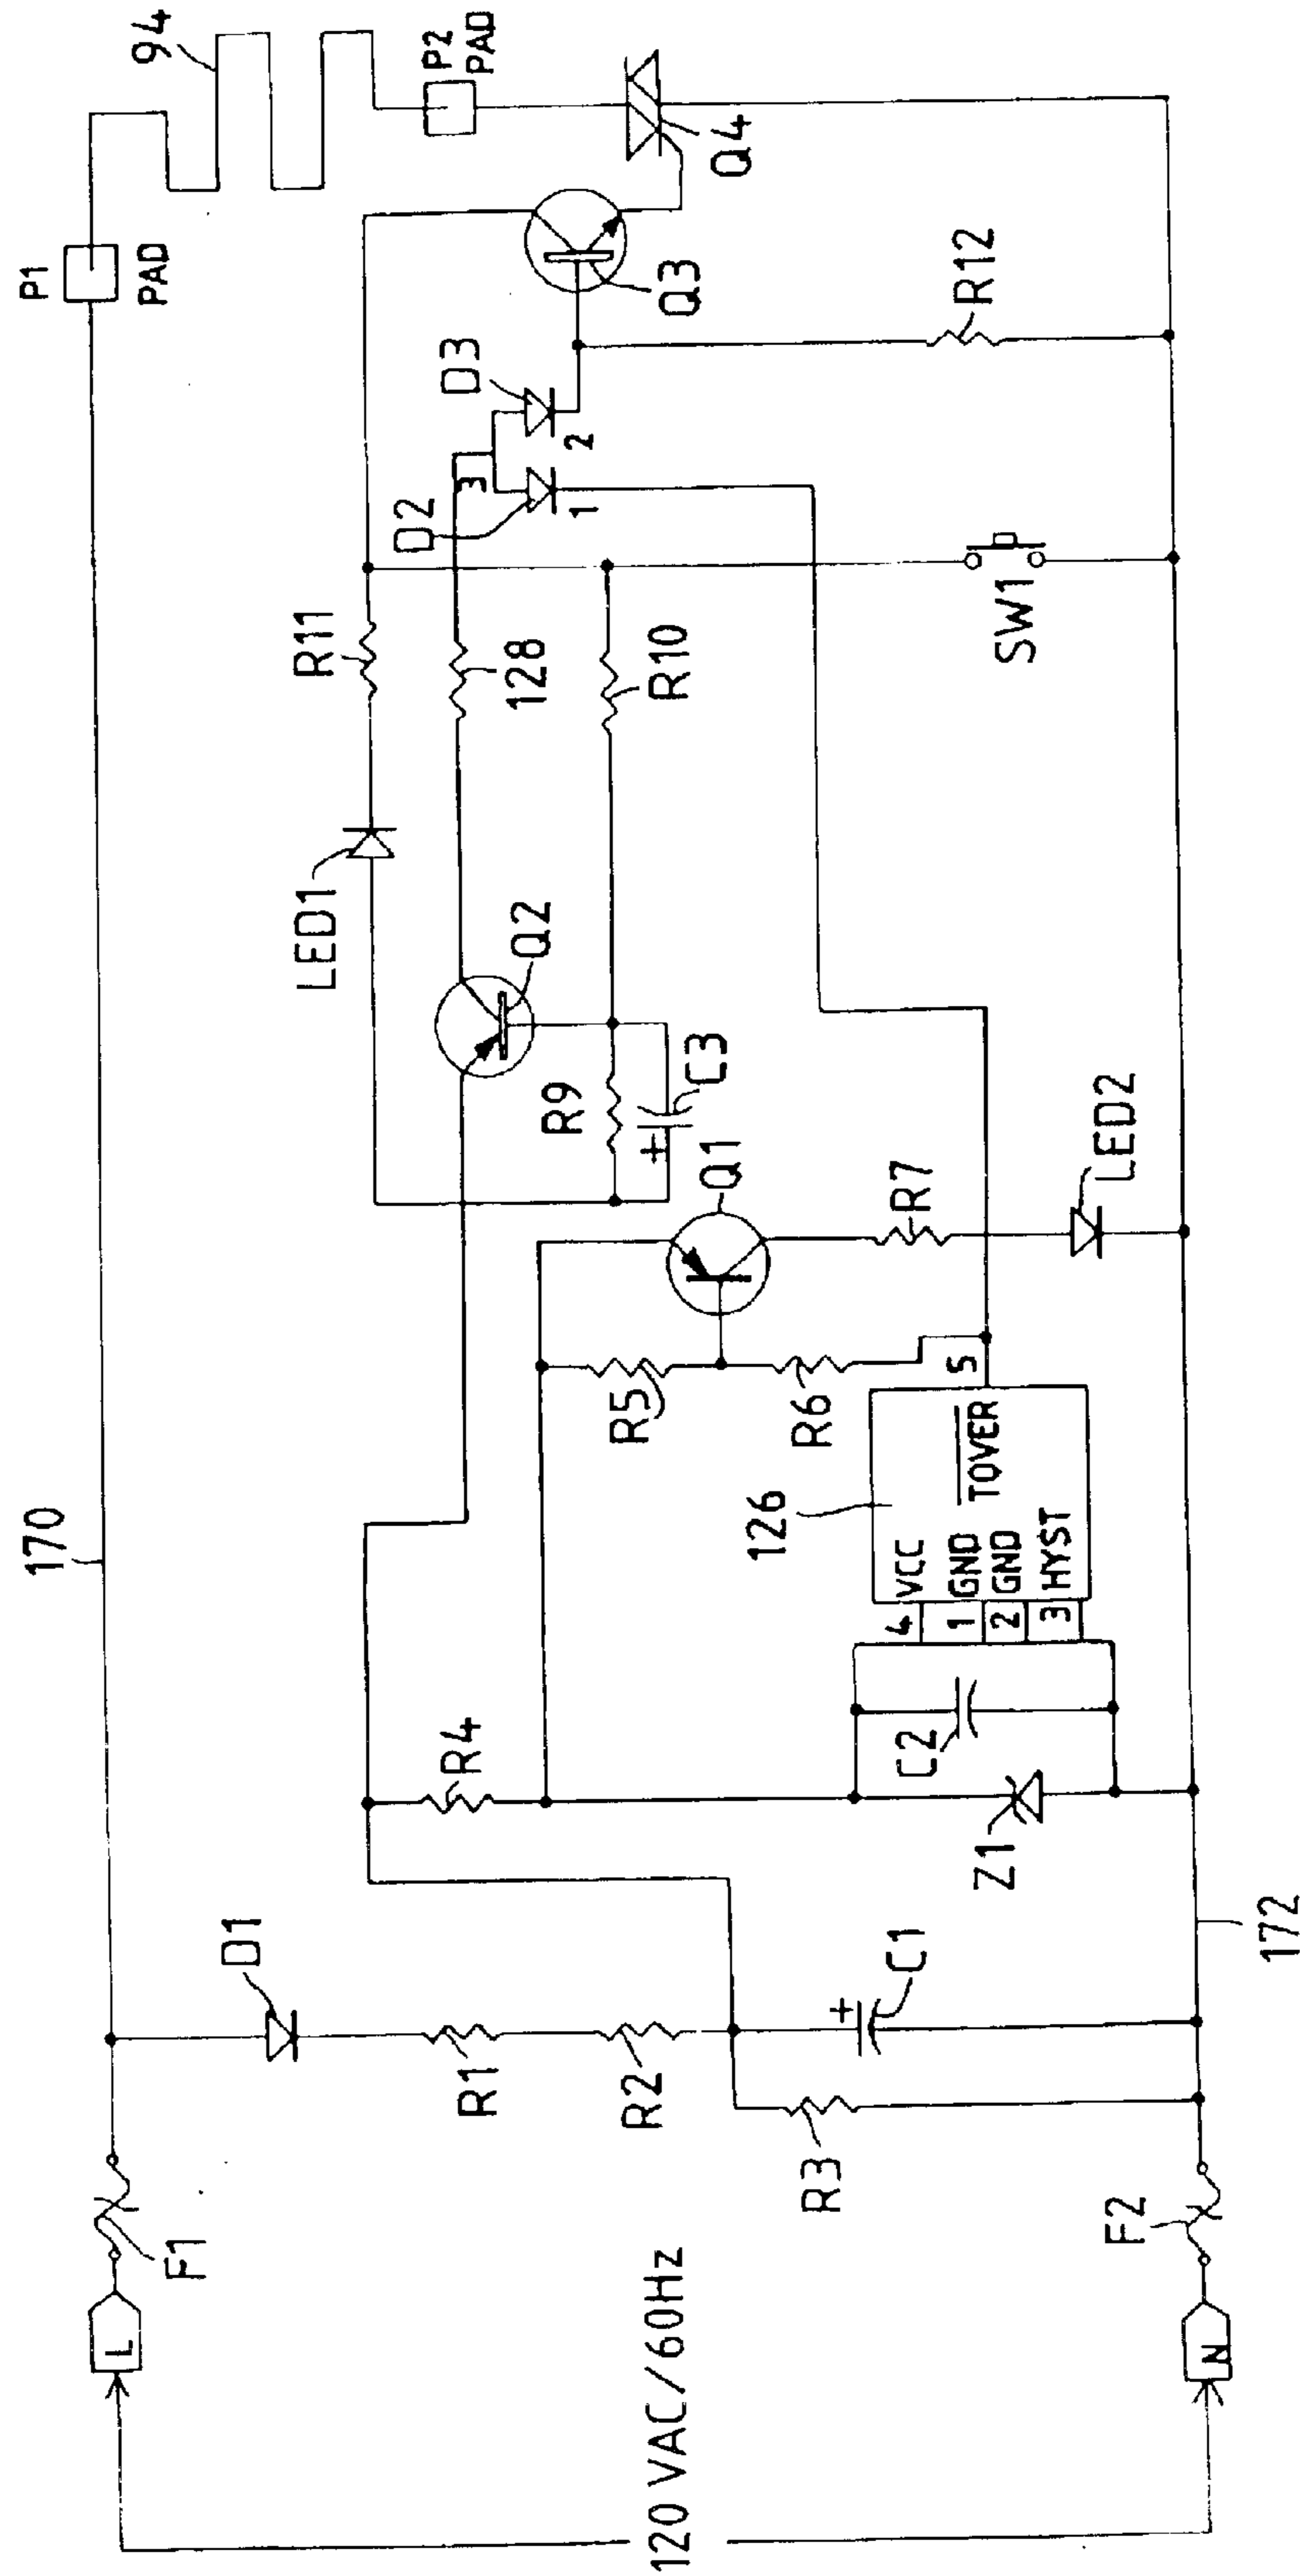 120 VAC/60Hz
L
F1
N
F2
170
172
D1
R1
R2
R3
C1
R4
Z1
C2
126
4
VCC
1
GND
2
GND
3
HYST
TOVER
5
R5
R6
Q1
R7
LED2
R9
C3
+
+
Q2
LED1
R11
128
R10
D2
3
D3
1
2
SW1
Q3
R12
Q4
P1
PAD
94
P2
PAD